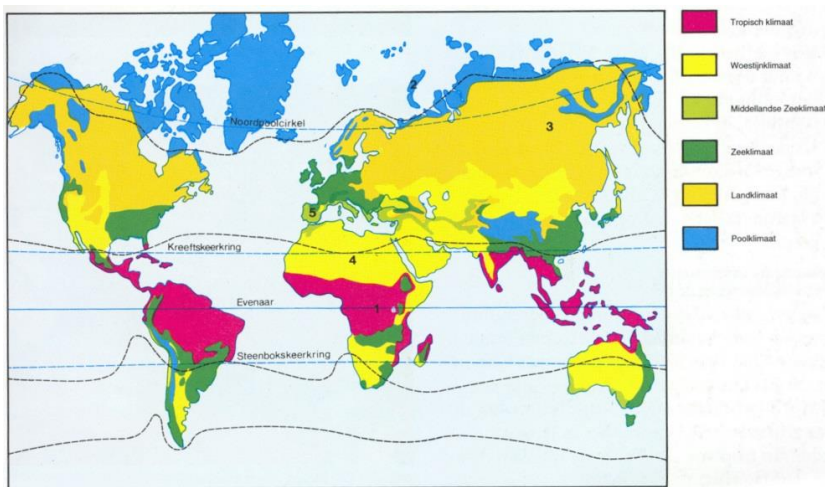 Tropisch klimaat
Woestijnklimaat
Middellandse Zeeklimaat
Zeeklimaat
Landklimaat
Poolklimaat
2
Noordpoolcirkel
3
5
Kreeftskeerkring
4
Evenaar
1
Steenbokskeerkring